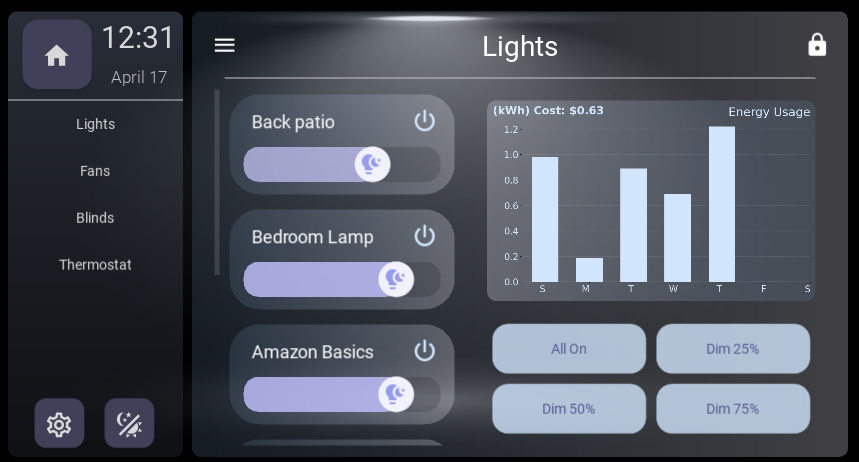 12:31
April 17
Lights
Fans
Blinds
Thermostat
Lights
Back patio
Bedroom Lamp
Amazon Basics
(kWh) Cost: $0.63 Energy Usage
1.2
1.0
0.8
0.6
0.4
0.2
0.0
S M T W T F S
All On Dim 25%
Dim 50% Dim 75%